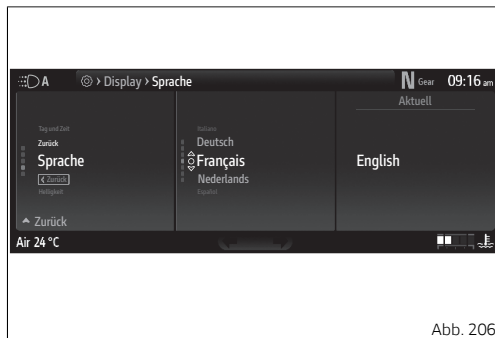 A
> Display > Sprache
N Gear
09:16 am
Tag und Zeit
Zurück
Sprache
< Zurück
Helligkeit
Zurück
Italiano
Deutsch
Français
Nederlands
Español
Aktuell
English
Air 24 °C
Abb. 206